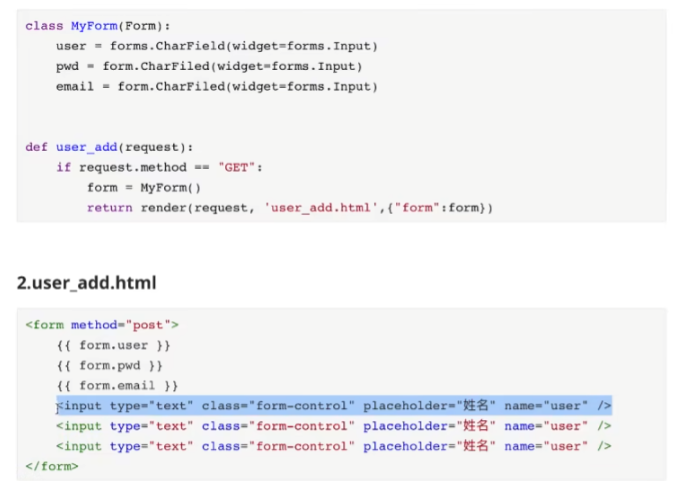 class MyForm(Form):
    user = forms.CharField(widget=forms.Input)
    pwd = form.CharFiled(widget=forms.Input)
    email = form.CharFiled(widget=forms.Input)
def user_add(request):
    if request.method == "GET":
        form = MyForm()
        return render(request, 'user_add.html',{"form":form})
2.user_add.html
<form method="post">
    {{ form.user }}
    {{ form.pwd }}
    {{ form.email }}
    <input type="text" class="form-control" placeholder="姓名" name="user" />
    <input type="text" class="form-control" placeholder="姓名" name="user" />
    <input type="text" class="form-control" placeholder="姓名" name="user" />
</form>